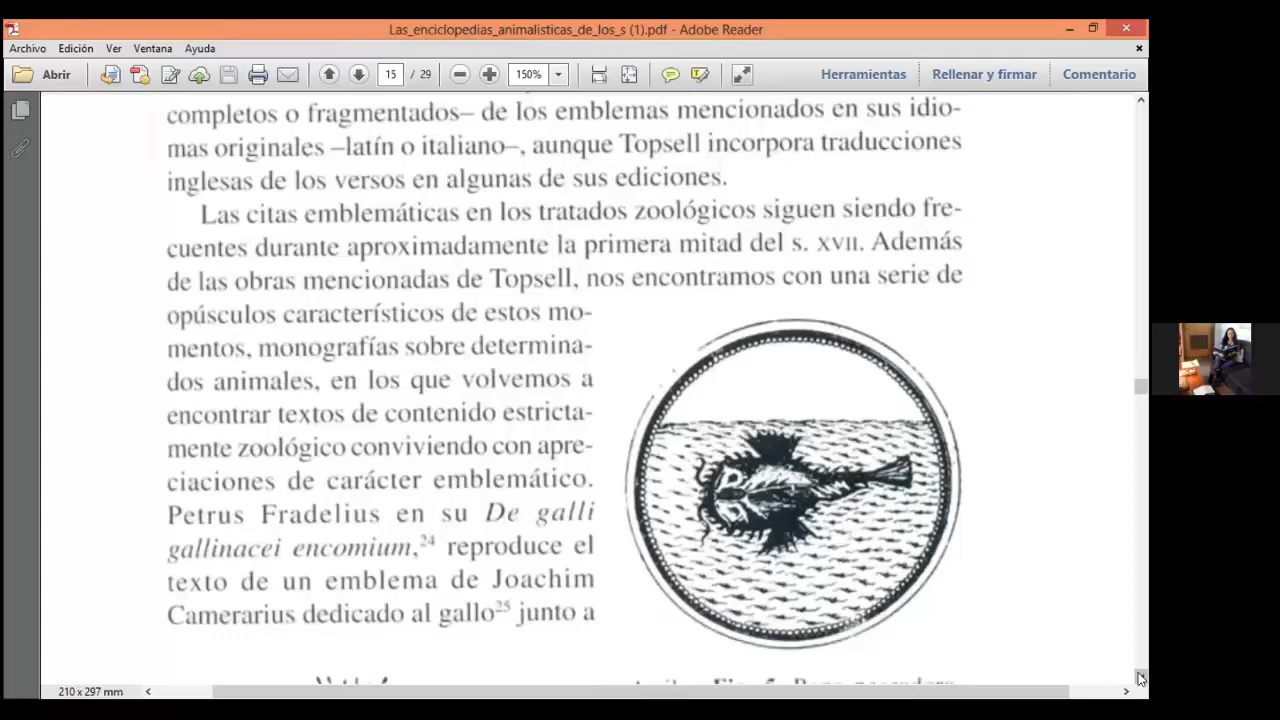 Las_enciclopedias_animalisticas_de_los_s (1).pdf - Adobe Reader
Archivo Edición Ver Ventana Ayuda
Abrir 15 / 29 150% Herramientas Rellenar y firmar Comentario
completos o fragmentados– de los emblemas mencionados en sus idio-
mas originales –latín o italiano–, aunque Topsell incorpora traducciones
inglesas de los versos en algunas de sus ediciones.
Las citas emblemáticas en los tratados zoológicos siguen siendo fre-
cuentes durante aproximadamente la primera mitad del s. XVII. Además
de las obras mencionadas de Topsell, nos encontramos con una serie de
opúsculos característicos de estos mo-
mentos, monografías sobre determina-
dos animales, en los que volvemos a
encontrar textos de contenido estricta-
mente zoológico conviviendo con apre-
ciaciones de carácter emblemático.
Petrus Fradelius en su De galli
gallinacei encomium,24 reproduce el
texto de un emblema de Joachim
Camerarius dedicado al gallo25 junto a
210 x 297 mm